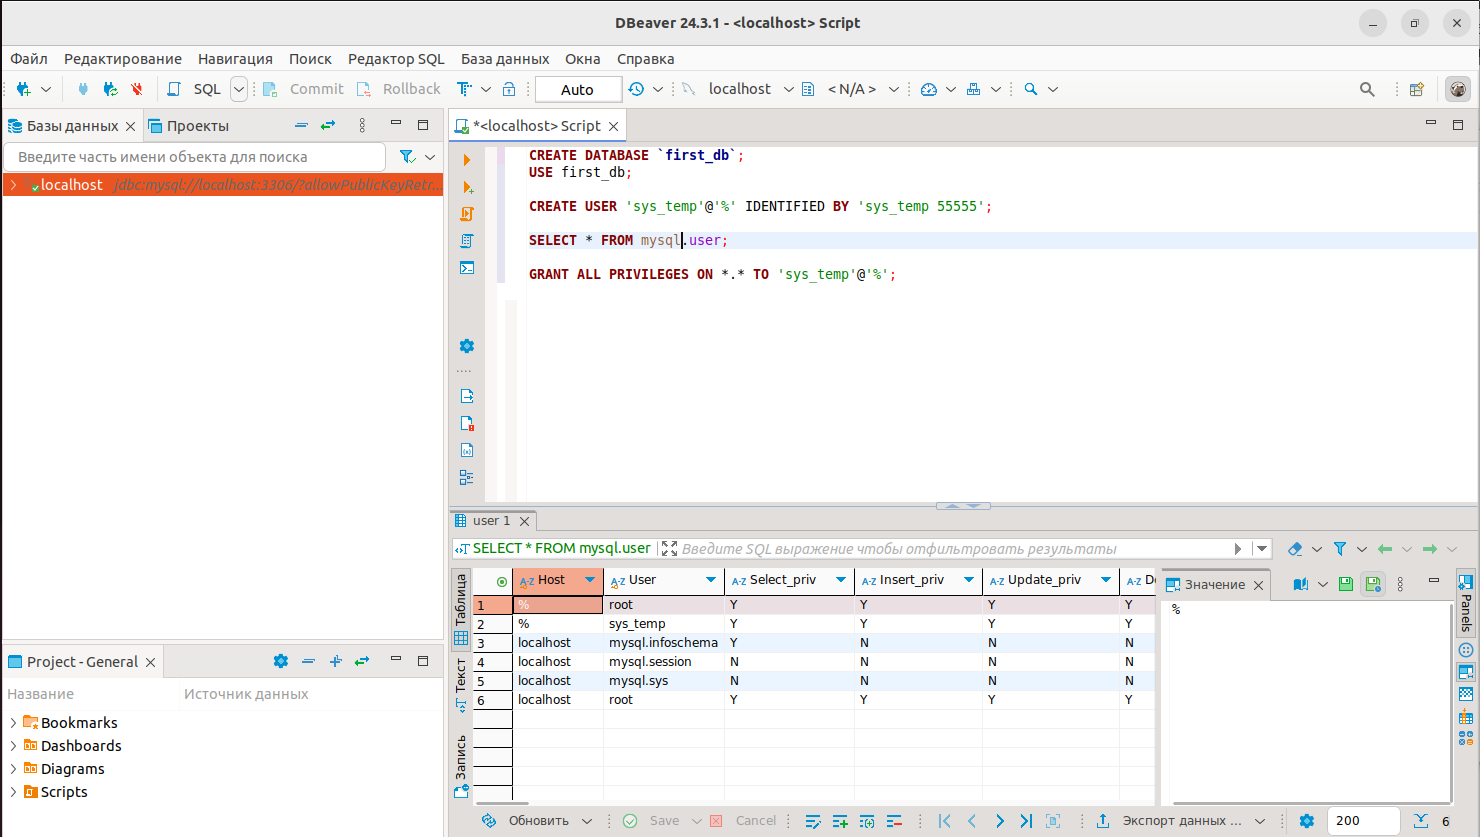 DBeaver 24.3.1 - <localhost> Script
Файл Редактирование Навигация Поиск Редактор SQL База данных Окна Справка
SQL Commit Rollback Auto localhost < N/A >
Базы данных Проекты
Введите часть имени объекта для поиска
localhost jdbc:mysql://localhost:3306/?allowPublicKeyRetr...
*<localhost> Script
CREATE DATABASE `first_db`;
USE first_db;
CREATE USER 'sys_temp'@'%' IDENTIFIED BY 'sys_temp 55555';
SELECT * FROM mysql.user;
GRANT ALL PRIVILEGES ON *.* TO 'sys_temp'@'%';
Project - General
Название Источник данных
Bookmarks
Dashboards
Diagrams
Scripts
user 1
SELECT * FROM mysql.user Введите SQL выражение чтобы отфильтровать результаты
Таблица
Текст
Запись
Host User Select_priv Insert_priv Update_priv De
1 % root Y Y Y Y
2 % sys_temp Y Y Y Y
3 localhost mysql.infoschema Y N N N
4 localhost mysql.session N N N N
5 localhost mysql.sys N N N N
6 localhost root Y Y Y Y
Значение
%
Panels
Обновить Save Cancel Экспорт данных ... 200 6